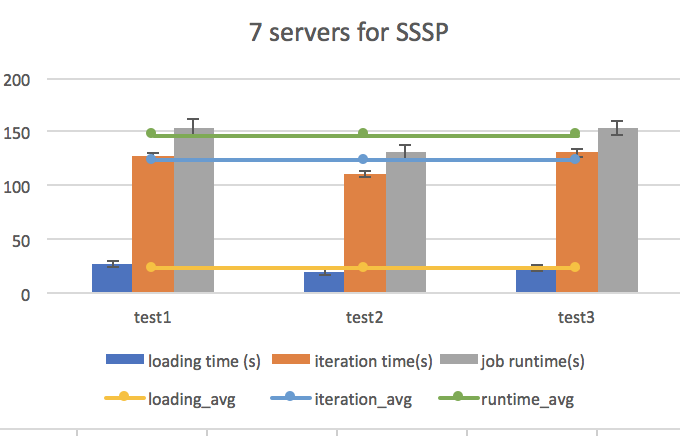 7 servers for SSSP
200
150
100
50
0
test1 test2 test3
loading time (s) iteration time(s) job runtime(s)
loading_avg iteration_avg runtime_avg